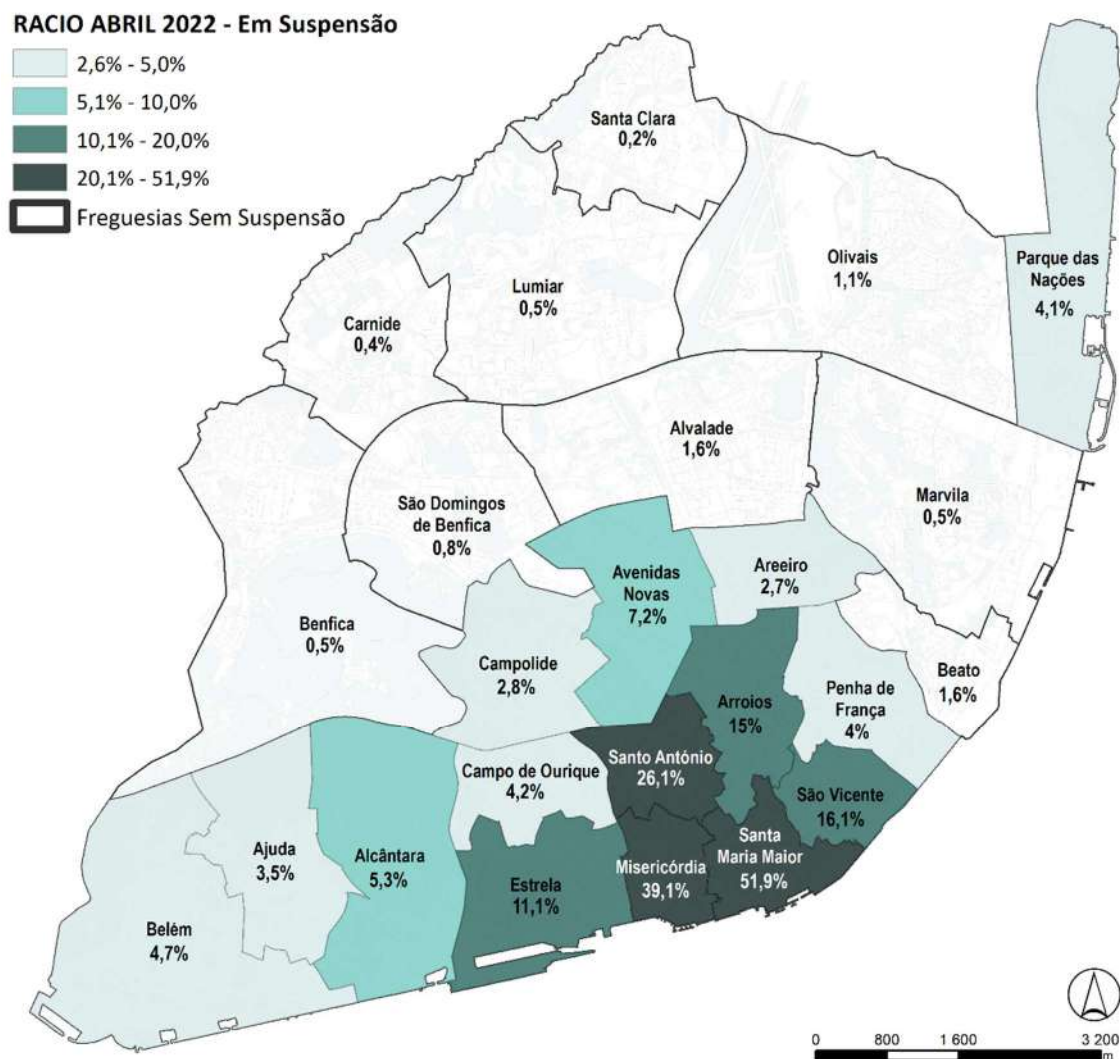 RACIO ABRIL 2022 - Em Suspensão
2,6% - 5,0%
5,1% - 10,0%
10,1% - 20,0%
20,1% - 51,9%
Freguesias Sem Suspensão
Santa Clara
0,2%
Olivais
1,1%
Parque das
Nações
4,1%
Lumiar
0,5%
Carnide
0,4%
Alvalade
1,6%
Marvila
0,5%
São Domingos
de Benfica
0,8%
Areeiro
2,7%
Avenidas
Novas
7,2%
Benfica
0,5%
Campolide
2,8%
Beato
1,6%
Penha de
França
4%
Arroios
15%
Santo António
26,1%
Campo de Ourique
4,2%
São Vicente
16,1%
Santa
Maria Maior
51,9%
Misericórdia
39,1%
Estrela
11,1%
Alcântara
5,3%
Ajuda
3,5%
Belém
4,7%
0 800 1 600 3 200
m